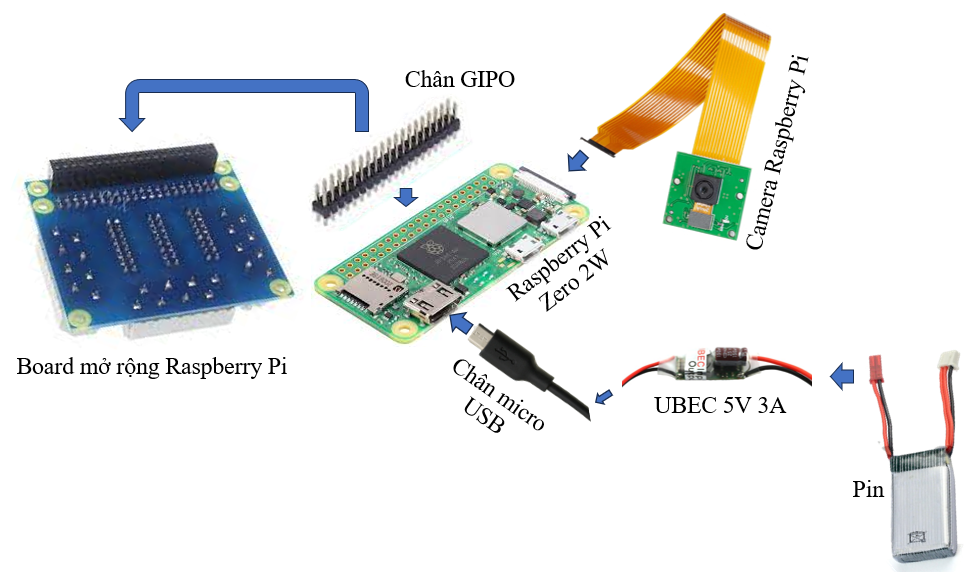 Chân GIPO
Camera Raspberry Pi
Raspberry Pi
Zero 2W
Board mở rộng Raspberry Pi
Chân micro
USB
UBEC 5V 3A
Pin